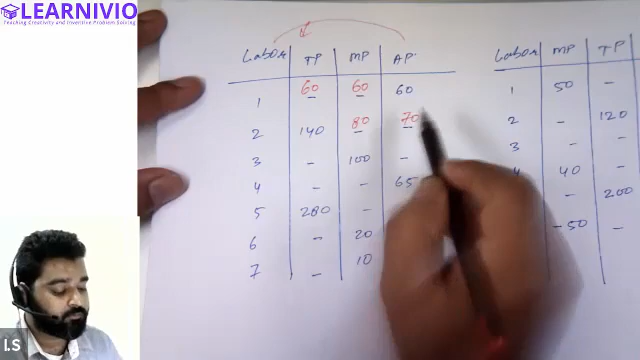 LEARNIVIO
Teaching Creativity and Inventive Problem Solving
Labor TP MP AP
1 60 60 60
2 140 80 70
3 - 100 -
4 - - 65
5 200 -
6 - 20
7 - 10
Labor MP TP
1 50 -
2 - 120
3 - -
4 40 -
- 200
-50 -
I.S